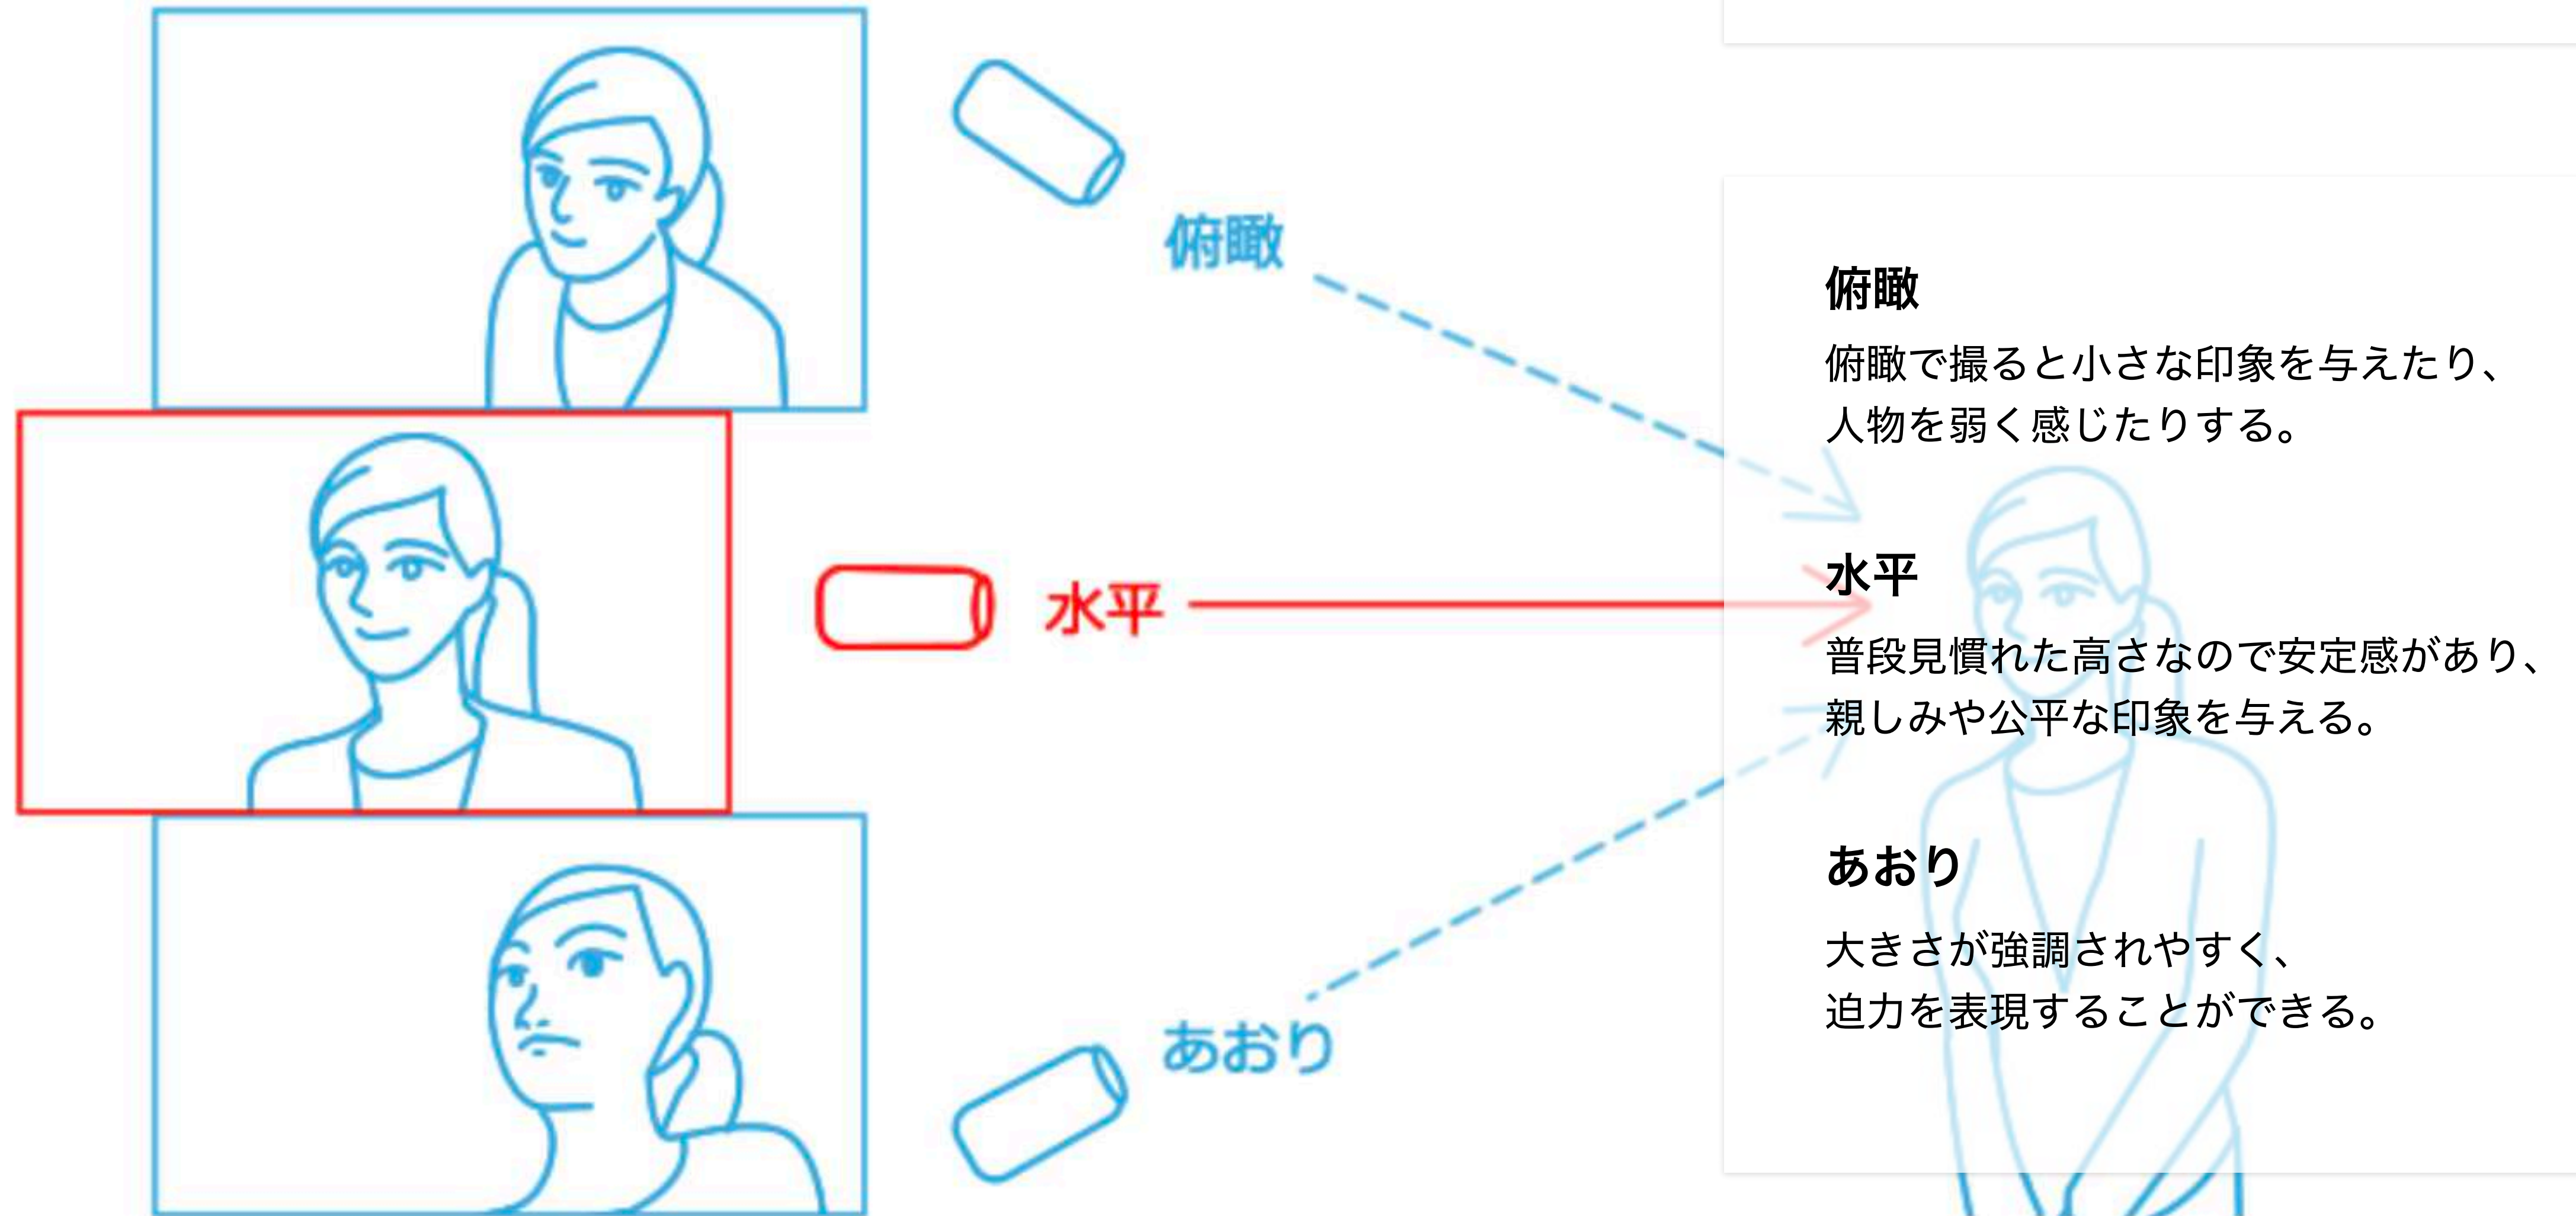 俯瞰
水平
あおり
俯瞰
俯瞰で撮ると小さな印象を与えたり、
人物を弱く感じたりする。
水平
普段見慣れた高さなので安定感があり、
親しみや公平な印象を与える。
あおり
大きさが強調されやすく、
迫力を表現することができる。